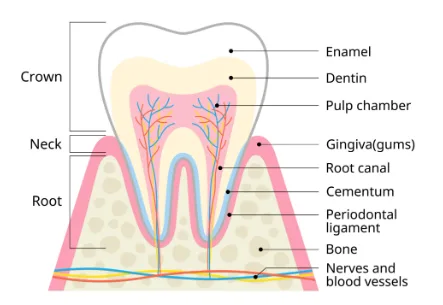 Crown
Neck
Root
Enamel
Dentin
Pulp chamber
Gingiva(gums)
Root canal
Cementum
Periodontal
ligament
Bone
Nerves and
blood vessels